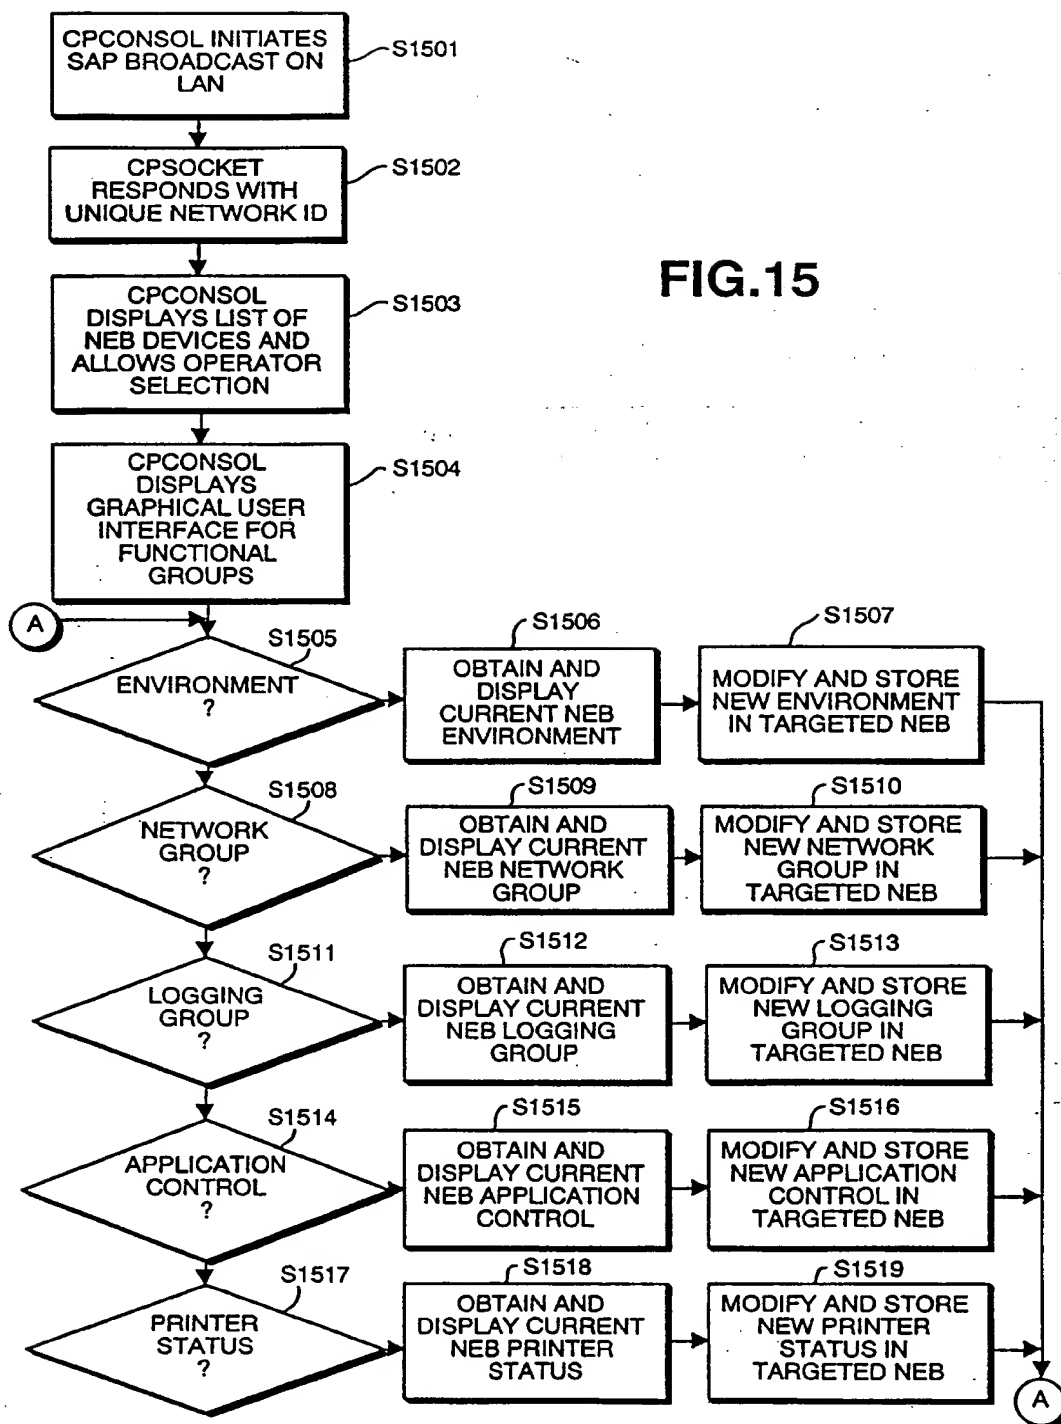 CPCONSOL INITIATES
SAP BROADCAST ON
LAN
S1501
CPSOCKET
RESPONDS WITH
UNIQUE NETWORK ID
S1502
CPCONSOL
DISPLAYS LIST OF
NEB DEVICES AND
ALLOWS OPERATOR
SELECTION
S1503
FIG.15
CPCONSOL
DISPLAYS
GRAPHICAL USER
INTERFACE FOR
FUNCTIONAL
GROUPS
S1504
A
ENVIRONMENT
?
S1505
OBTAIN AND
DISPLAY
CURRENT NEB
ENVIRONMENT
S1506
MODIFY AND STORE
NEW ENVIRONMENT
IN TARGETED NEB
S1507
NETWORK
GROUP
?
S1508
OBTAIN AND
DISPLAY CURRENT
NEB NETWORK
GROUP
S1509
MODIFY AND STORE
NEW NETWORK
GROUP IN
TARGETED NEB
S1510
LOGGING
GROUP
?
S1511
OBTAIN AND
DISPLAY CURRENT
NEB LOGGING
GROUP
S1512
MODIFY AND STORE
NEW LOGGING
GROUP IN
TARGETED NEB
S1513
APPLICATION
CONTROL
?
S1514
OBTAIN AND
DISPLAY CURRENT
NEB APPLICATION
CONTROL
S1515
MODIFY AND STORE
NEW APPLICATION
CONTROL IN
TARGETED NEB
S1516
PRINTER
STATUS
?
S1517
OBTAIN AND
DISPLAY CURRENT
NEB PRINTER
STATUS
S1518
MODIFY AND STORE
NEW PRINTER
STATUS IN
TARGETED NEB
S1519
A